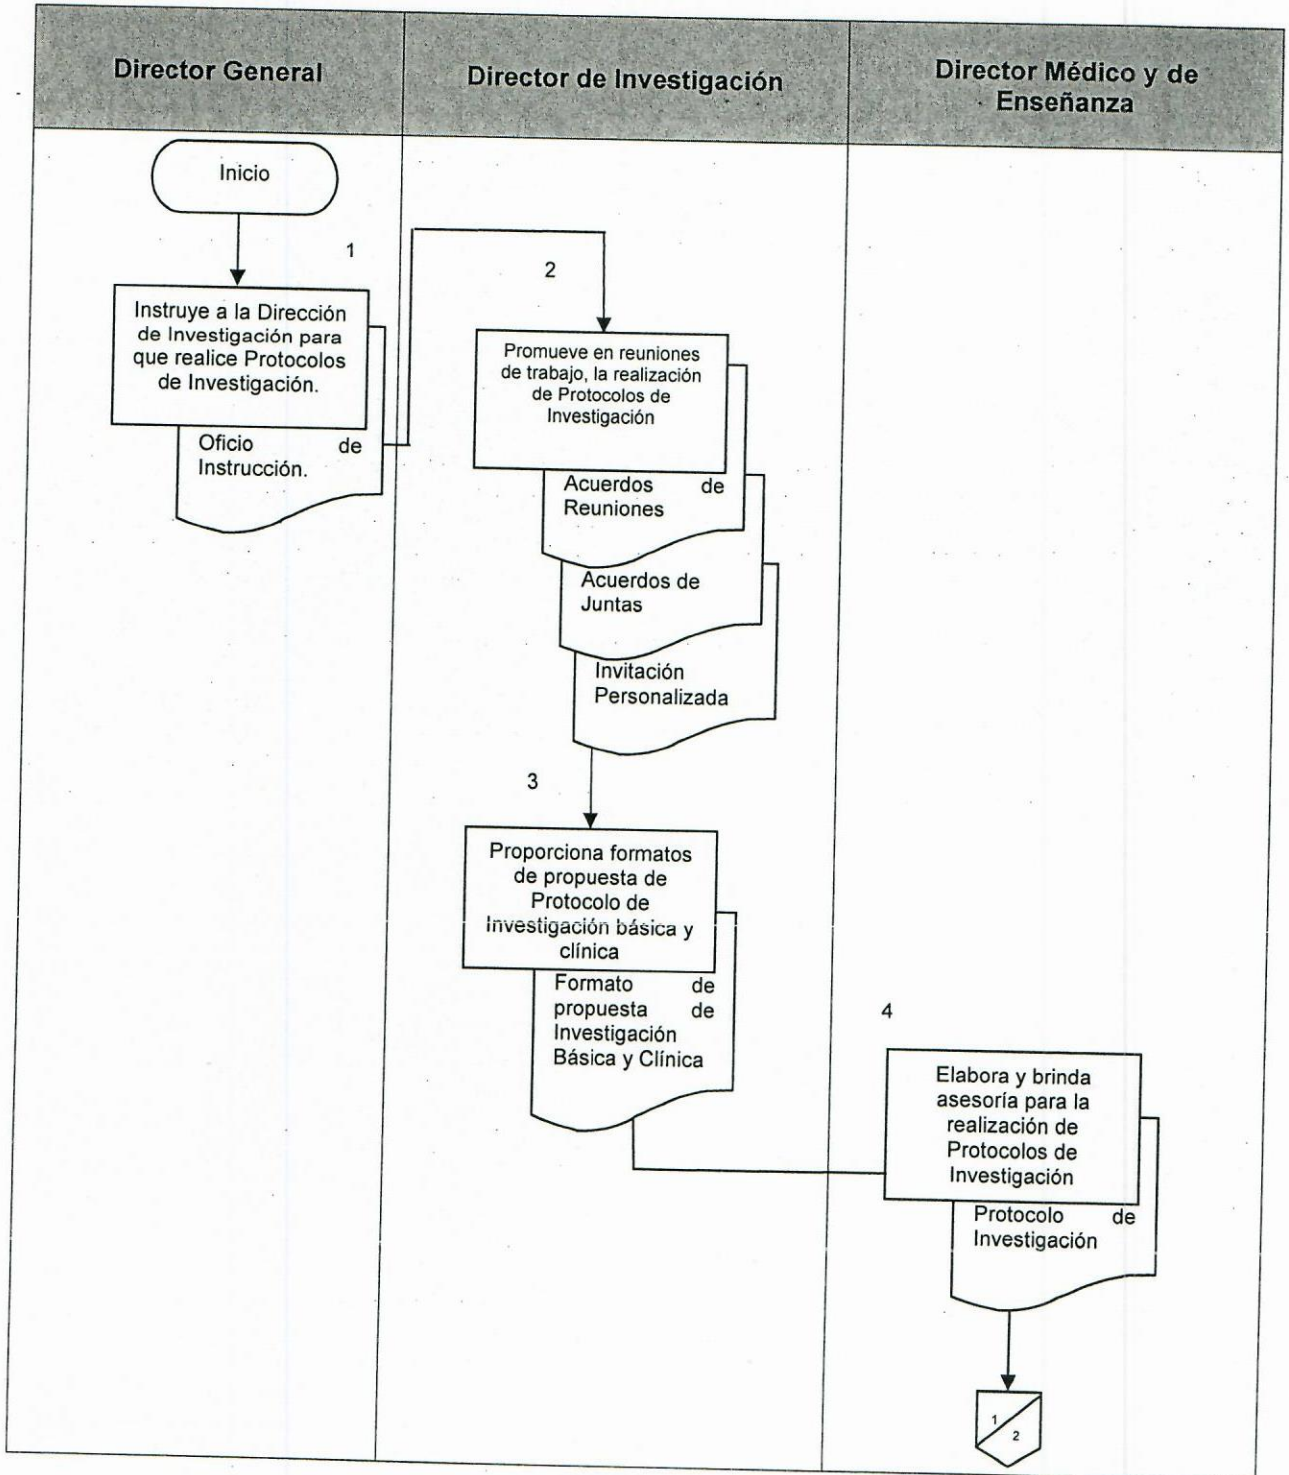 Director General
Director de Investigación
Director Médico y de
Enseñanza
Inicio
1
Instruye a la Dirección
de Investigación para
que realice Protocolos
de Investigación.
Oficio de
Instrucción.
2
Promueve en reuniones
de trabajo, la realización
de Protocolos de
Investigación
Acuerdos de
Reuniones
Acuerdos de
Juntas
Invitación
Personalizada
3
Proporciona formatos
de propuesta de
Protocolo de
Investigación básica y
clínica
Formato de
propuesta de
Investigación
Básica y Clínica
4
Elabora y brinda
asesoría para la
realización de
Protocolos de
Investigación
Protocolo de
Investigación
1
2